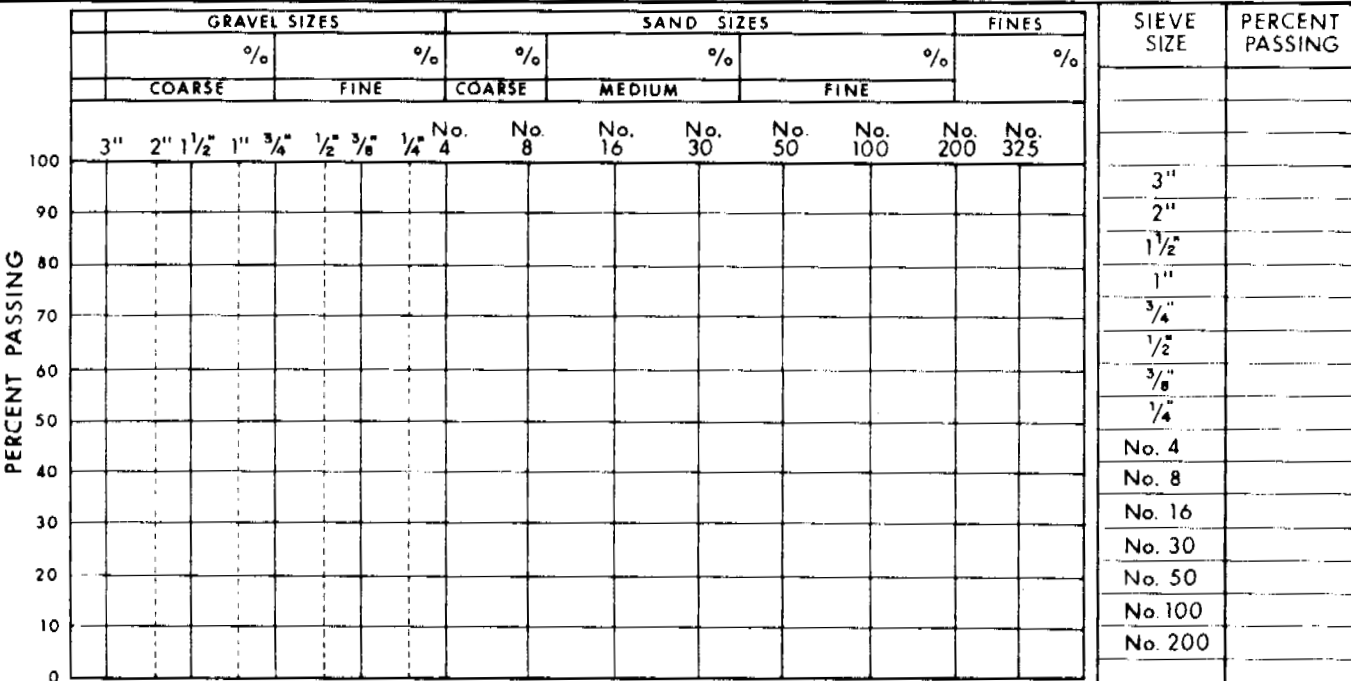 GRAVEL SIZES SAND SIZES FINES
% % % % % %
COARSE FINE COARSE MEDIUM FINE
3" 2" 1½" 1" ¾" ½" ⅜" ¼" No. 4 No. 8 No. 16 No. 30 No. 50 No. 100 No. 200 No. 325
PERCENT PASSING
100
90
80
70
60
50
40
30
20
10
0
SIEVE SIZE PERCENT PASSING
3"
2"
1½"
1"
¾"
½"
⅜"
¼"
No. 4
No. 8
No. 16
No. 30
No. 50
No. 100
No. 200